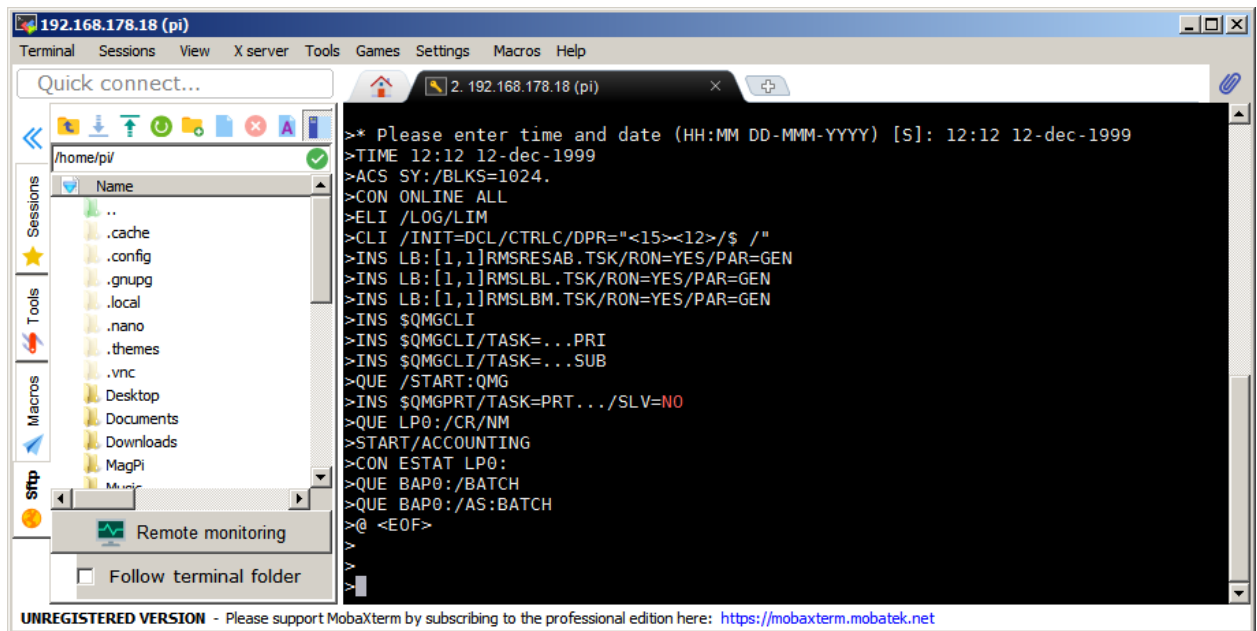 192.168.178.18 (pi)
Terminal Sessions View X server Tools Games Settings Macros Help
Quick connect...
2. 192.168.178.18 (pi)
/home/pi/
Name
..
.cache
.config
.gnupg
.local
.nano
.themes
.vnc
Desktop
Documents
Downloads
MagPi
Music
Sessions
Tools
Macros
Sftp
Remote monitoring
Follow terminal folder
>* Please enter time and date (HH:MM DD-MMM-YYYY) [S]: 12:12 12-dec-1999
>TIME 12:12 12-dec-1999
>ACS SY:/BLKS=1024.
>CON ONLINE ALL
>ELI /LOG/LIM
>CLI /INIT=DCL/CTRLC/DPR="<15><12>/$ /"
>INS LB:[1,1]RMSRESAB.TSK/RON=YES/PAR=GEN
>INS LB:[1,1]RMSLBL.TSK/RON=YES/PAR=GEN
>INS LB:[1,1]RMSLBM.TSK/RON=YES/PAR=GEN
>INS $QMGCLI
>INS $QMGCLI/TASK=...PRI
>INS $QMGCLI/TASK=...SUB
>QUE /START:QMG
>INS $QMGPRT/TASK=PRT.../SLV=NO
>QUE LP0:/CR/NM
>START/ACCOUNTING
>CON ESTAT LP0:
>QUE BAP0:/BATCH
>QUE BAP0:/AS:BATCH
>@ <EOF>
>
>
>
UNREGISTERED VERSION - Please support MobaXterm by subscribing to the professional edition here: https://mobaxterm.mobatek.net